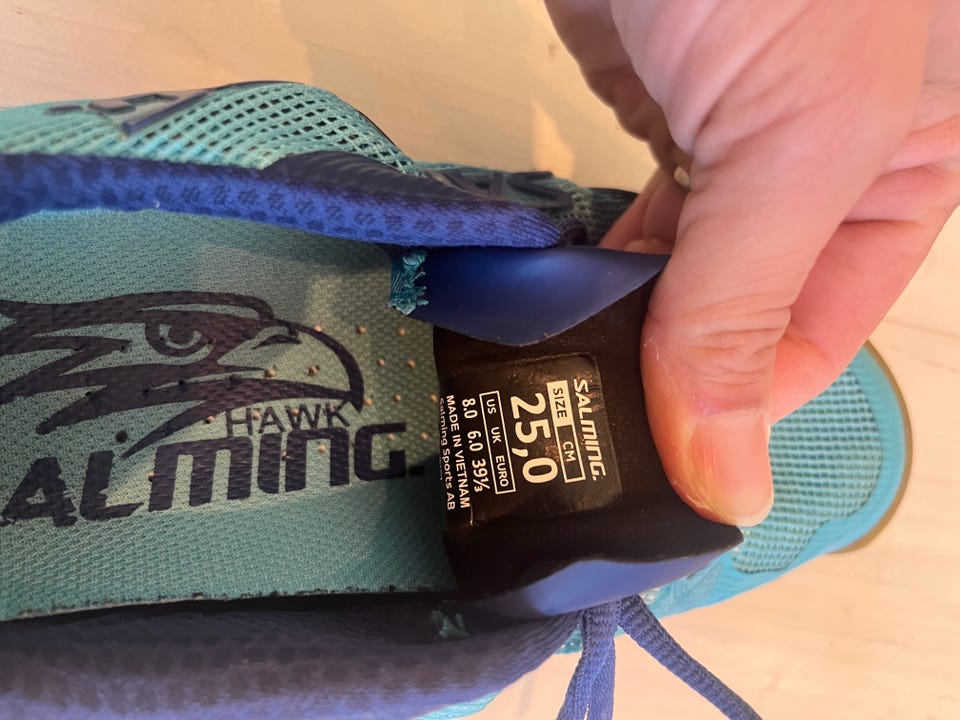 HAWK
SALMING.
SALMING.
SIZE CM
25,0
US UK EURO
8.0 6.0 39⅓
MADE IN VIETNAM
Salming Sports AB